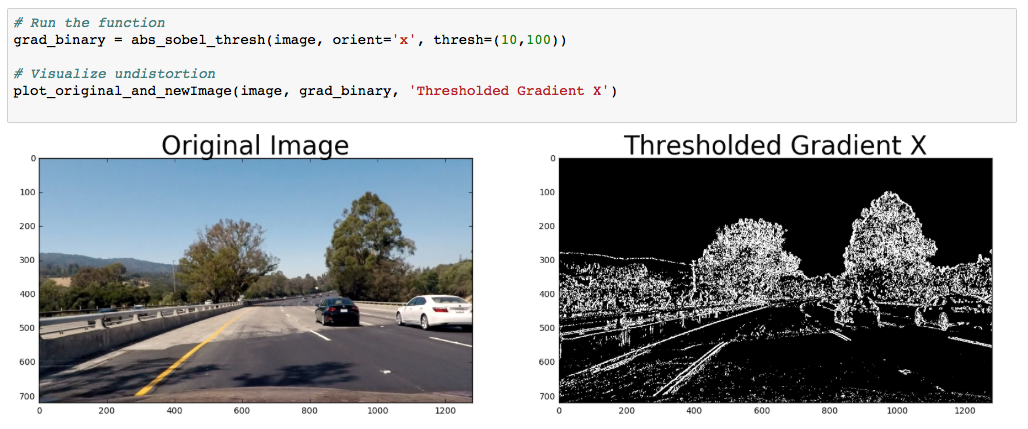 # Run the function
grad_binary = abs_sobel_thresh(image, orient='x', thresh=(10,100))
# Visualize undistortion
plot_original_and_newImage(image, grad_binary, 'Thresholded Gradient X')
Original Image
0
100
200
300
400
500
600
700
0 200 400 600 800 1000 1200
Thresholded Gradient X
0
100
200
300
400
500
600
700
0 200 400 600 800 1000 1200